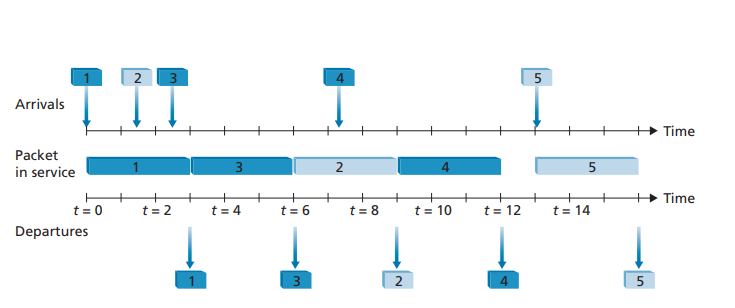 1 2 3 4 5
Arrivals
Time
Packet
in service
1 3 2 4 5
Time
t = 0 t = 2 t = 4 t = 6 t = 8 t = 10 t = 12 t = 14
Departures
1 3 2 4 5